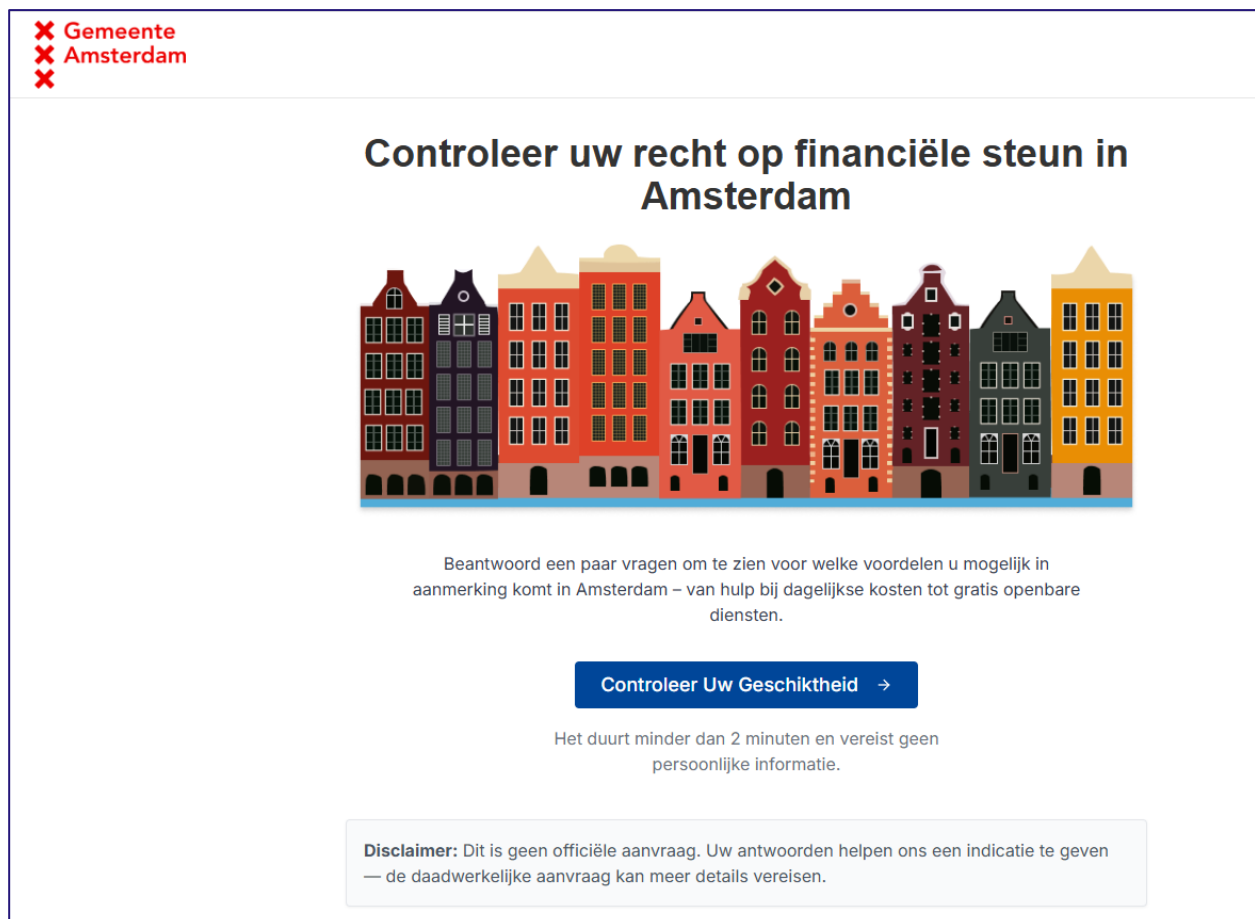 Gemeente
Amsterdam
Controleer uw recht op financiële steun in
Amsterdam
Beantwoord een paar vragen om te zien voor welke voordelen u mogelijk in
aanmerking komt in Amsterdam – van hulp bij dagelijkse kosten tot gratis openbare
diensten.
Controleer Uw Geschiktheid →
Het duurt minder dan 2 minuten en vereist geen
persoonlijke informatie.
Disclaimer: Dit is geen officiële aanvraag. Uw antwoorden helpen ons een indicatie te geven
— de daadwerkelijke aanvraag kan meer details vereisen.